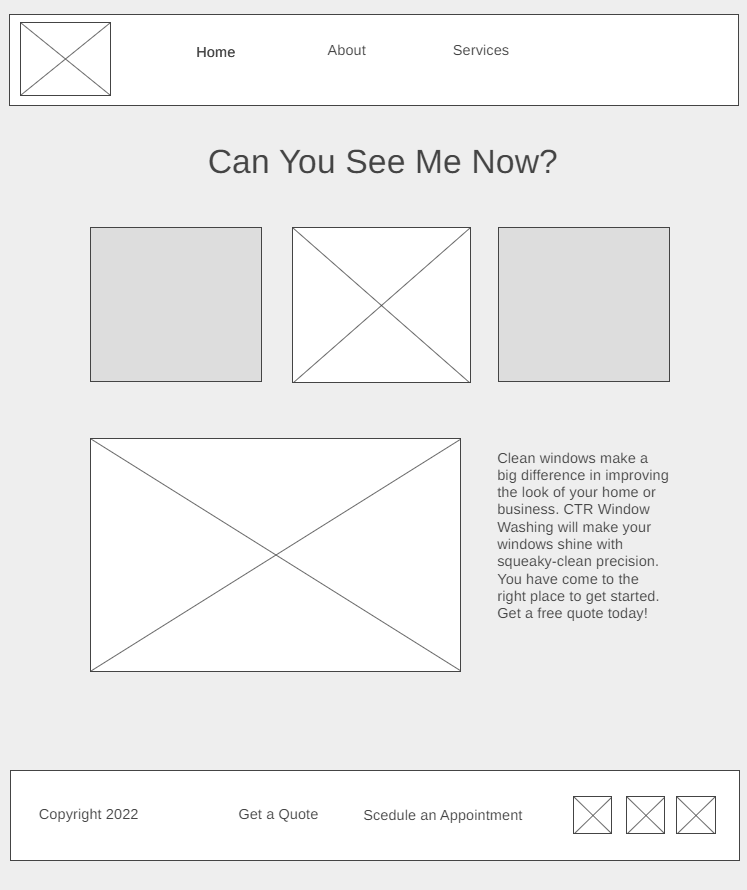 Home
About
Services
Can You See Me Now?
Clean windows make a
big difference in improving
the look of your home or
business. CTR Window
Washing will make your
windows shine with
squeaky-clean precision.
You have come to the
right place to get started.
Get a free quote today!
Copyright 2022
Get a Quote
Scedule an Appointment